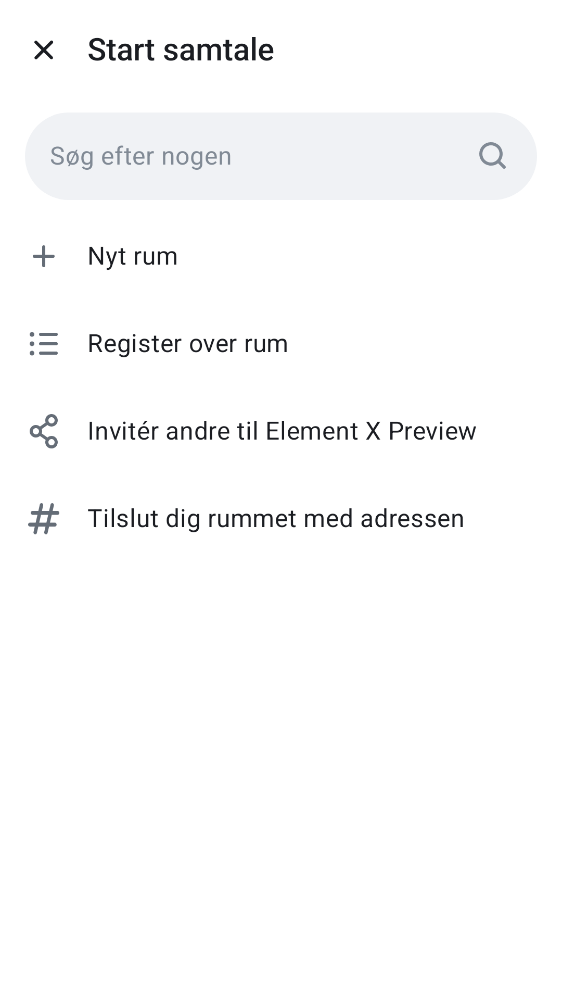 Start samtale
Søg efter nogen
Nyt rum
Register over rum
Invitér andre til Element X Preview
Tilslut dig rummet med adressen